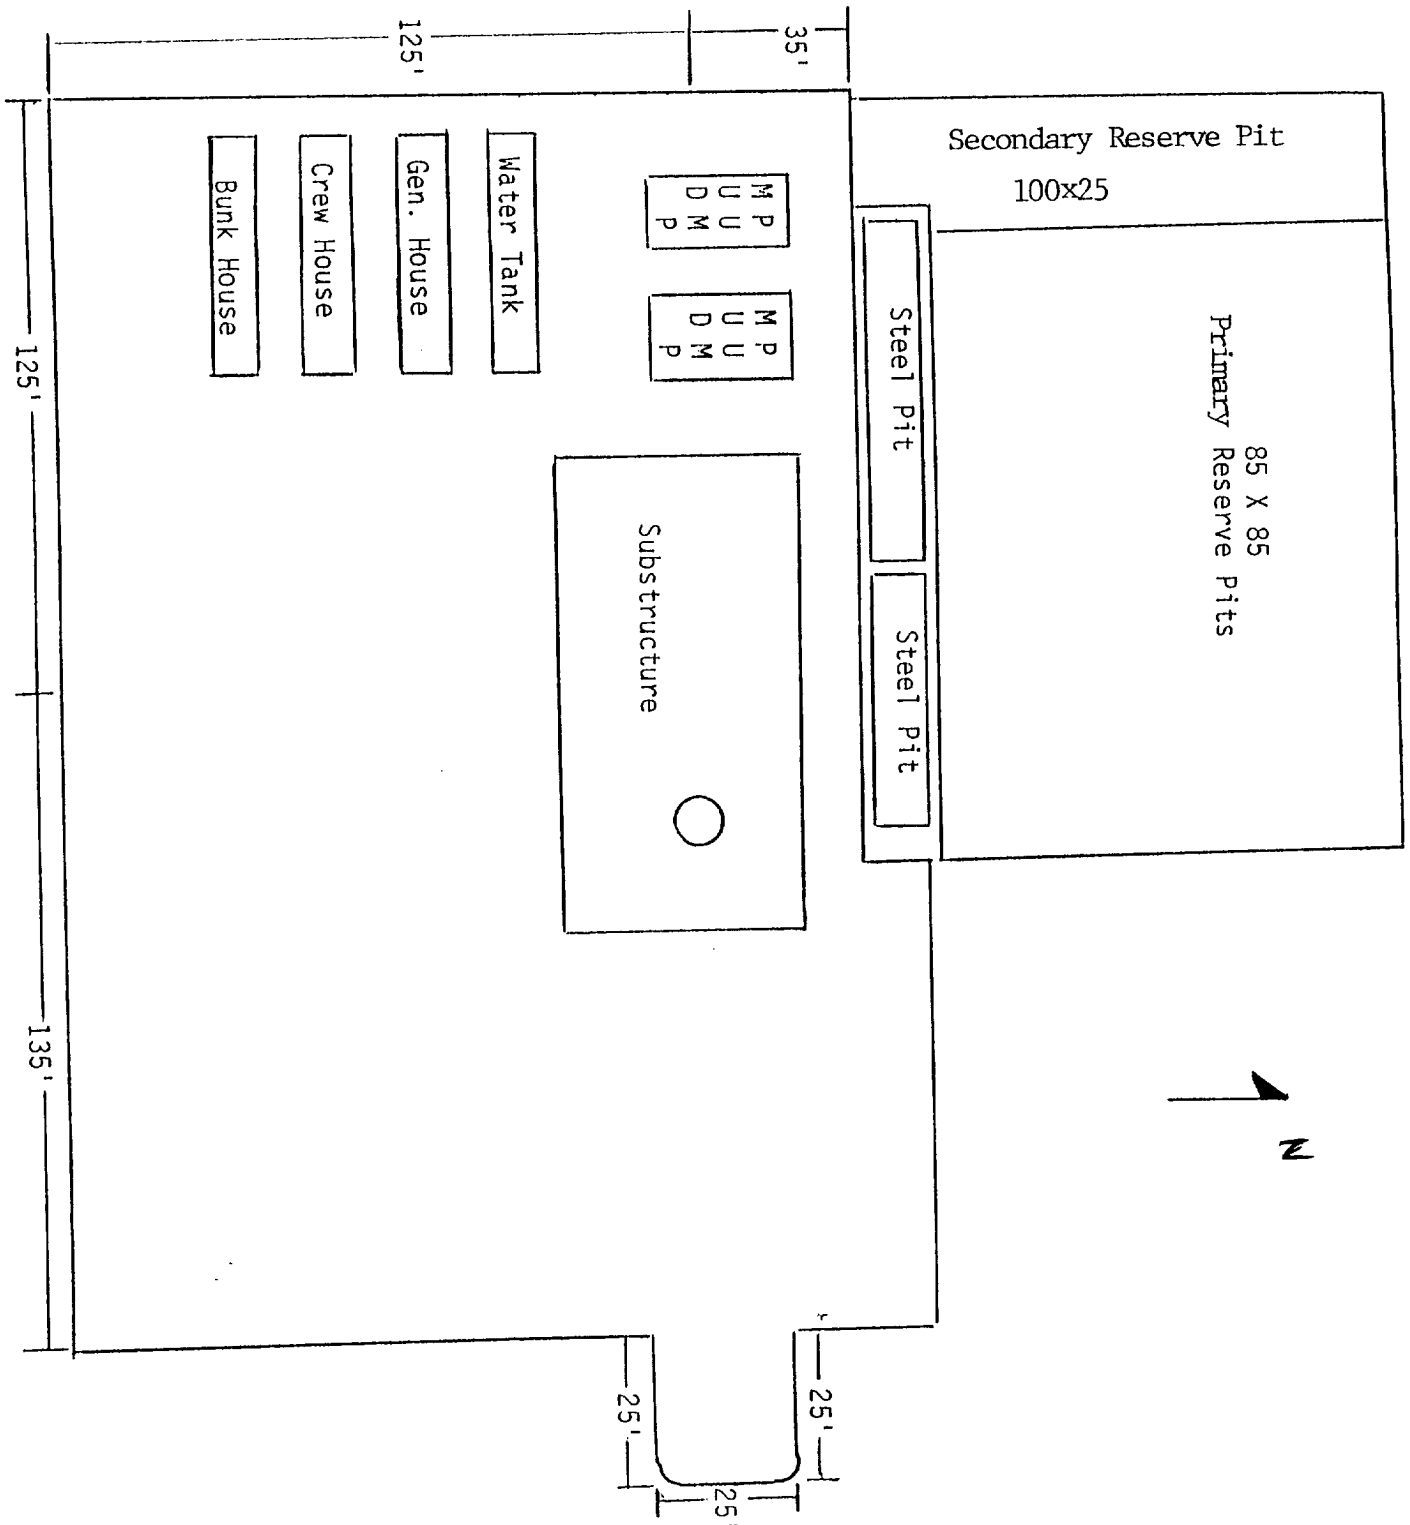 125'
35'
Secondary Reserve Pit
100x25
85 X 85
Primary Reserve Pits
Steel Pit
Steel Pit
MUD
PUMP
MUD
PUMP
Water Tank
Gen. House
Crew House
Bunk House
Substructure
125'
135'
N
25'
25'
25'